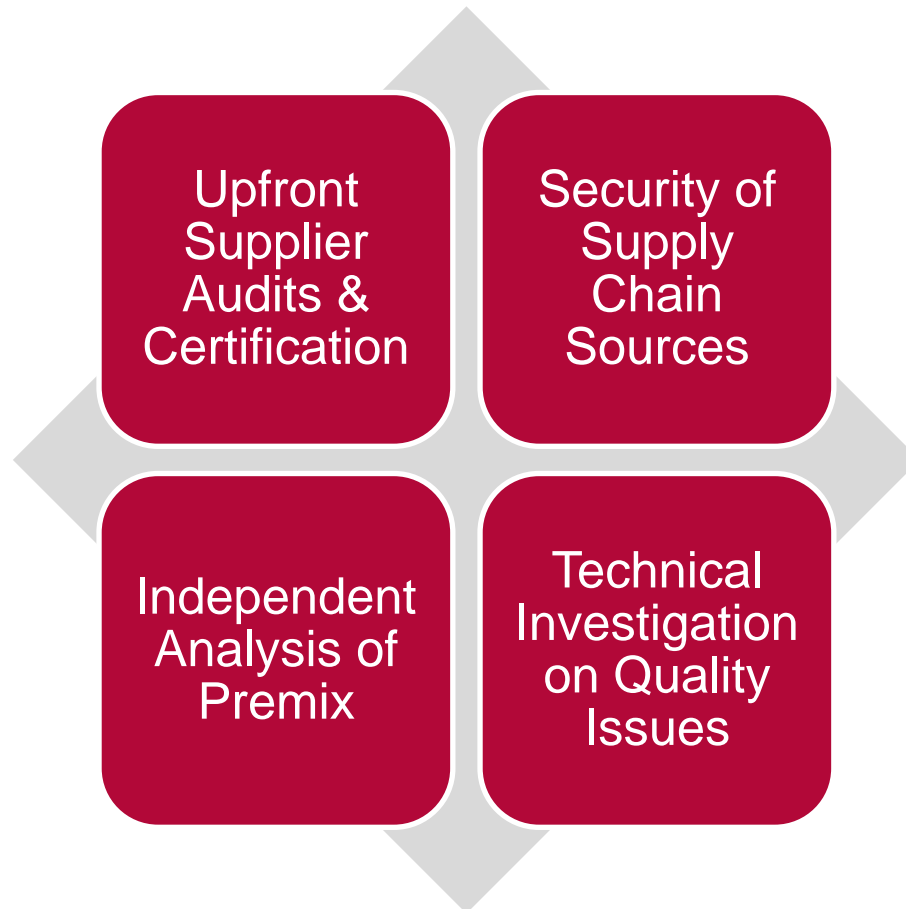 Upfront
Supplier
Audits &
Certification
Security of
Supply
Chain
Sources
Independent
Analysis of
Premix
Technical
Investigation
on Quality
Issues